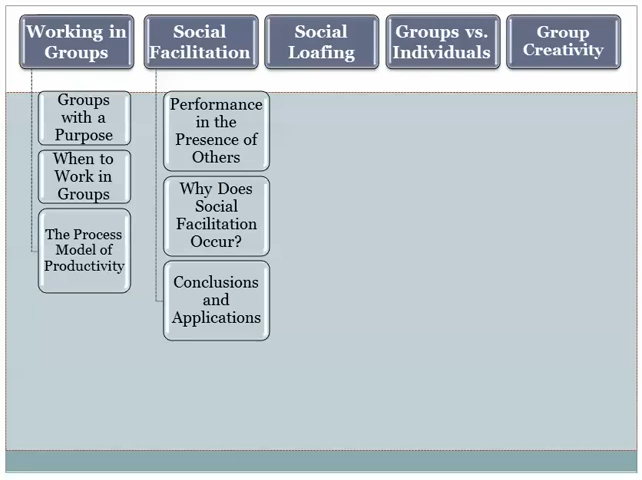 Working in
Groups
Social
Facilitation
Social
Loafing
Groups vs.
Individuals
Group
Creativity
Groups
with a
Purpose
When to
Work in
Groups
The Process
Model of
Productivity
Performance
in the
Presence of
Others
Why Does
Social
Facilitation
Occur?
Conclusions
and
Applications